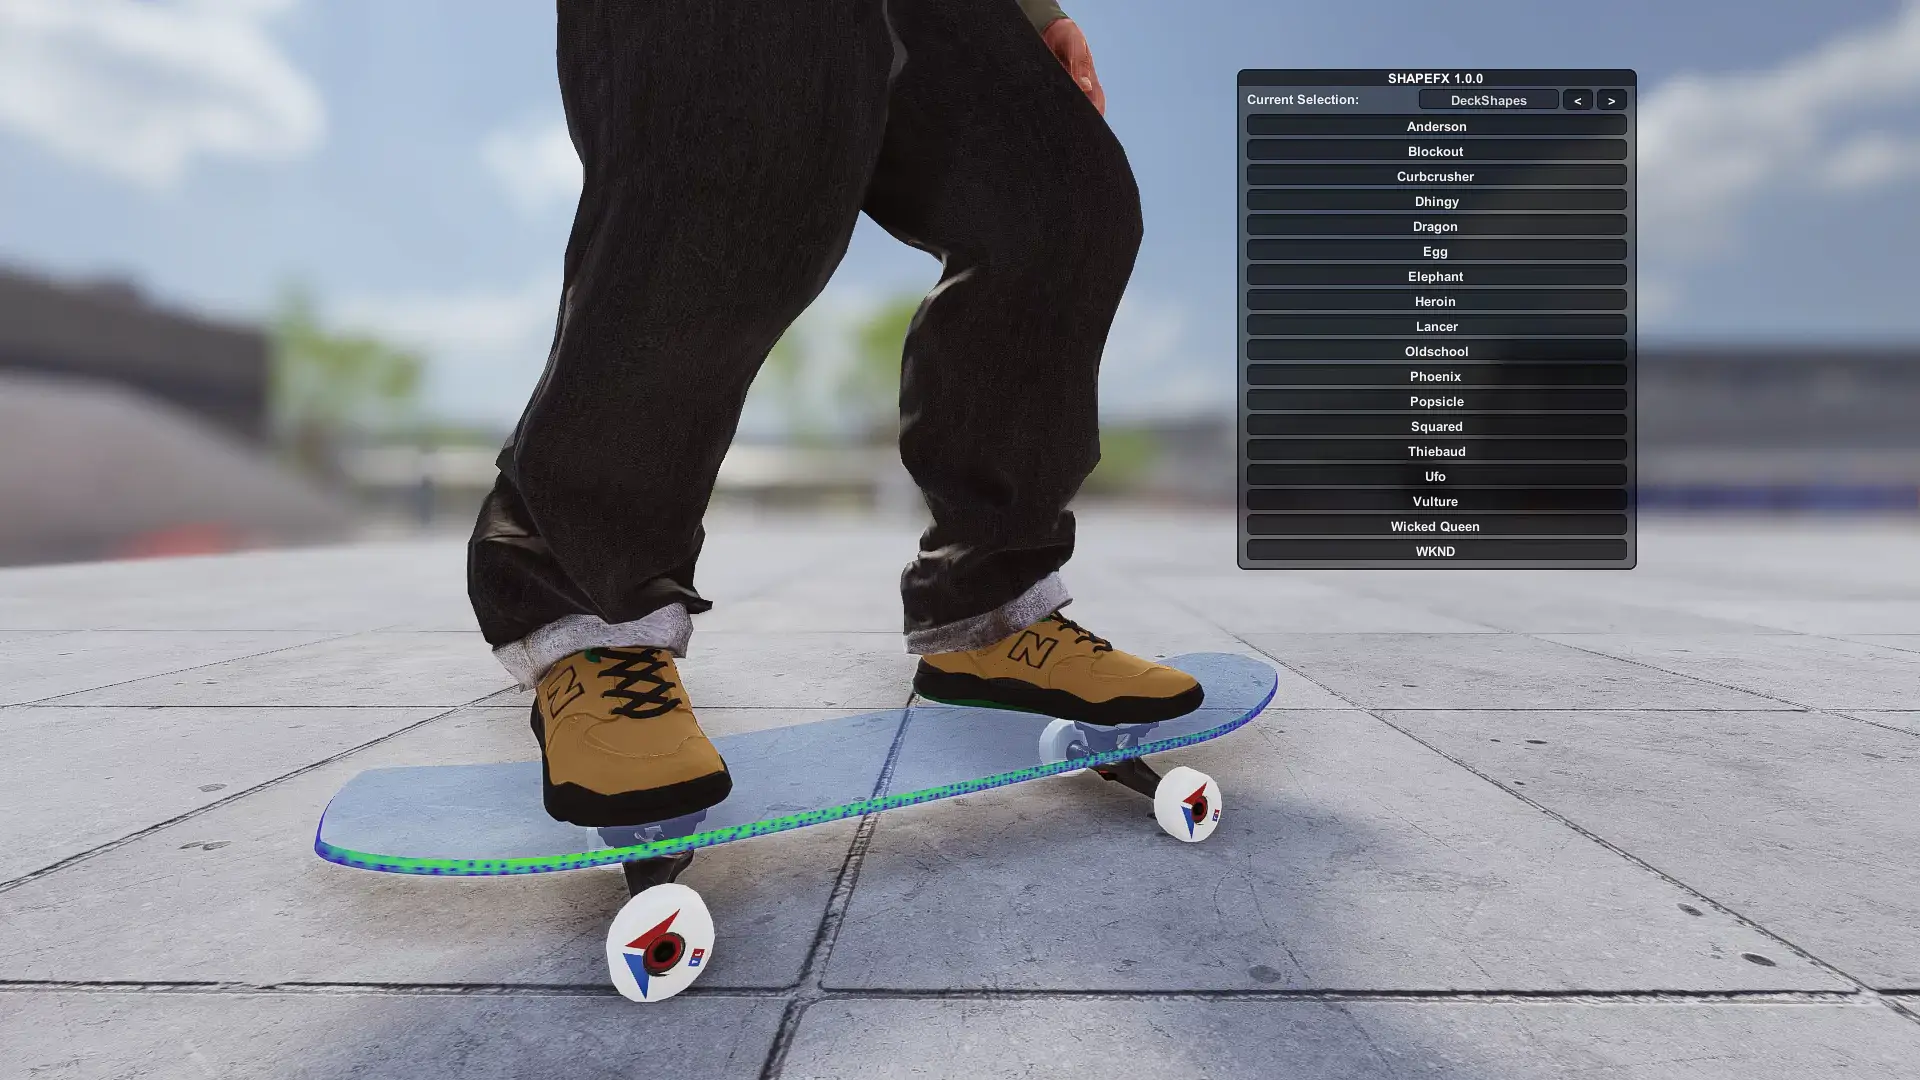 SHAPEFX 1.0.0
Current Selection: DeckShapes < >
Anderson
Blockout
Curbcrusher
Dhingy
Dragon
Egg
Elephant
Heroin
Lancer
Oldschool
Phoenix
Popsicle
Squared
Thiebaud
Ufo
Vulture
Wicked Queen
WKND
N
N